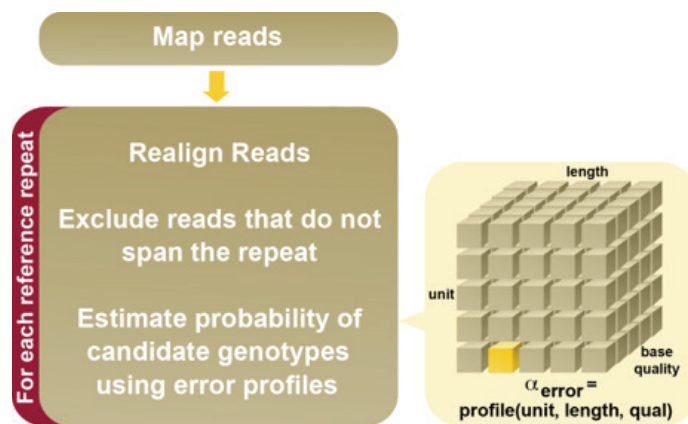 Map reads
For each reference repeat
Realign Reads
Exclude reads that do not
span the repeat
Estimate probability of
candidate genotypes
using error profiles
length
unit
base
quality
α error =
profile(unit, length, qual)